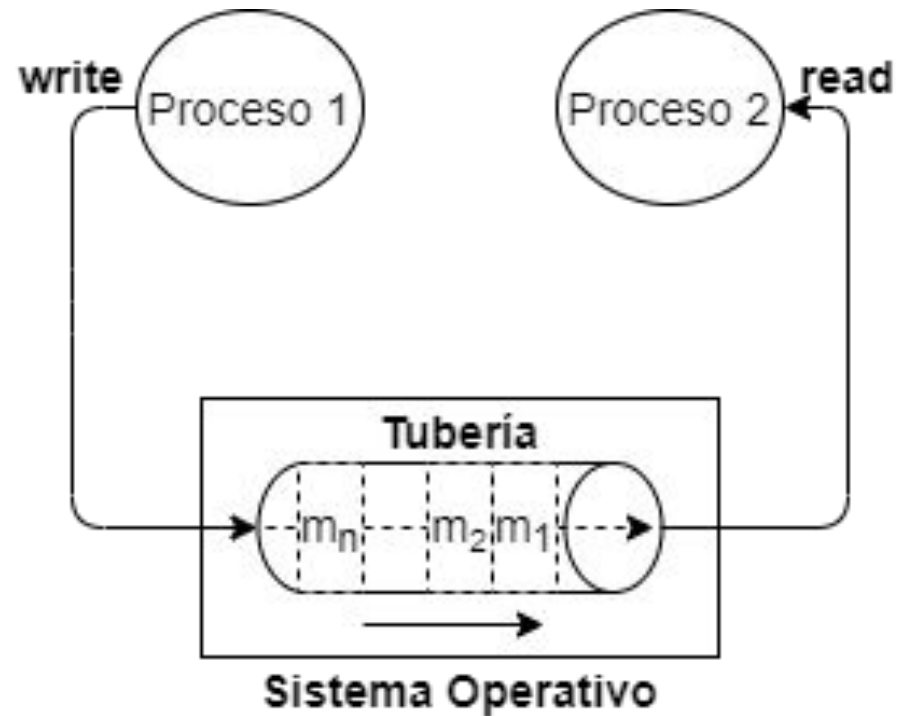 write
Proceso 1
Proceso 2
read
Tubería
mn
m2
m1
Sistema Operativo